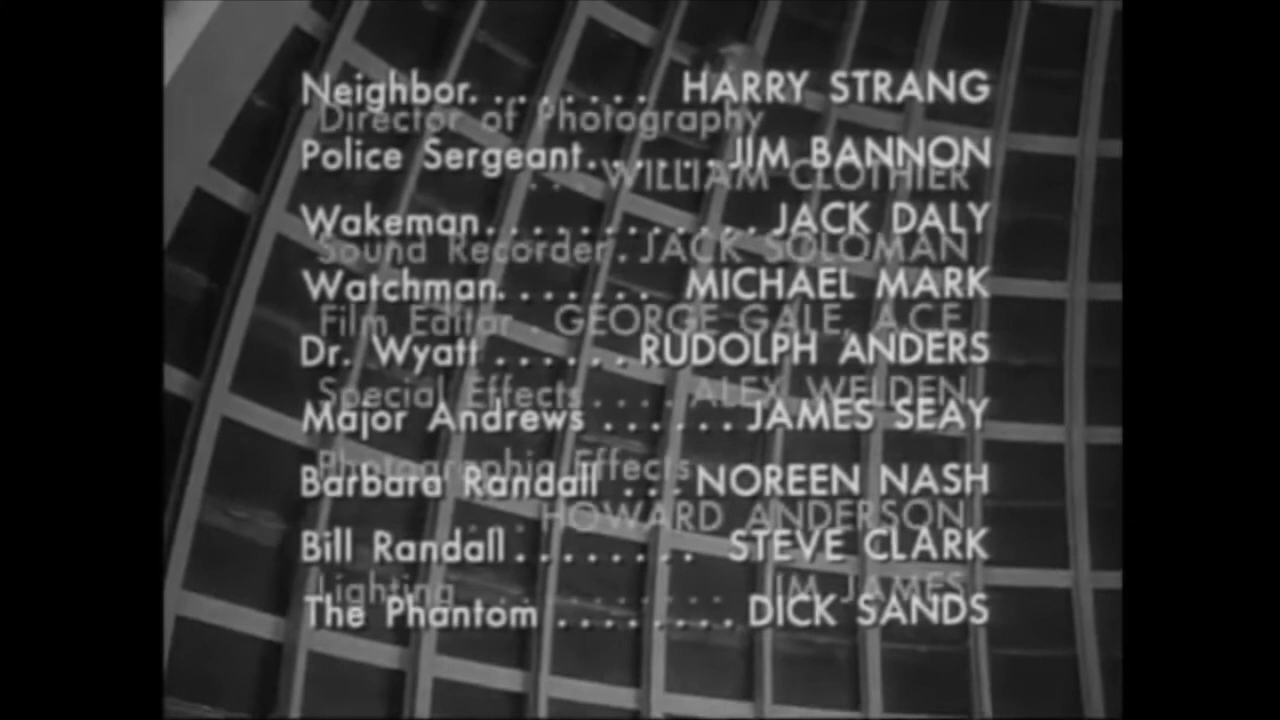 Neighbor. . . . . . . . HARRY STRANG
Director of Photography
Police Sergeant. . . . . . JIM BANNON
. . . WILLIAM CLOTHIER
Wakeman. . . . . . . . . . . . . JACK DALY
Sound Recorder. JACK SOLOMAN
Watchman. . . . . . . MICHAEL MARK
Film Editor . GEORGE GALE, A.C.E.
Dr. Wyatt . . . . . . RUDOLPH ANDERS
Special Effects . . . . ALEX WELDEN
Major Andrews . . . . . . JAMES SEAY
Photographic Effects
Barbara Randall . . . NOREEN NASH
. . . HOWARD ANDERSON
Bill Randall . . . . . . . . STEVE CLARK
Lighting . . . . . . . . . . JIM JAMES
The Phantom . . . . . . . . DICK SANDS